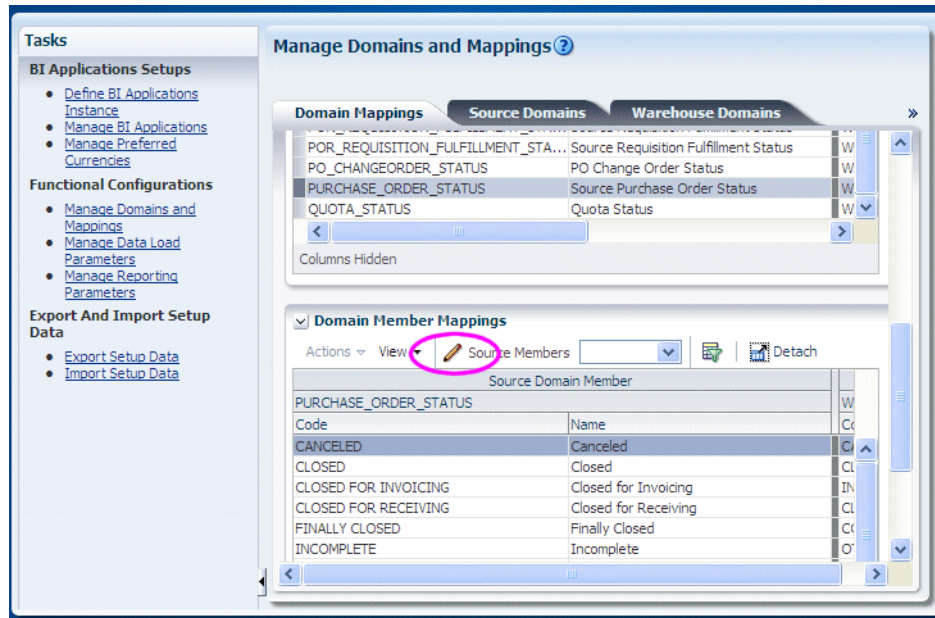 Tasks
BI Applications Setups
Define BI Applications
Instance
Manage BI Applications
Manage Preferred
Currencies
Functional Configurations
Manage Domains and
Mappings
Manage Data Load
Parameters
Manage Reporting
Parameters
Export And Import Setup
Data
Export Setup Data
Import Setup Data
Manage Domains and Mappings
Domain Mappings Source Domains Warehouse Domains »
POR_REQUISITION_FULFILLMENT_STA... Source Requisition Fulfillment Status W
PO_CHANGEORDER_STATUS PO Change Order Status W
PURCHASE_ORDER_STATUS Source Purchase Order Status W
QUOTA_STATUS Quota Status W
Columns Hidden
Domain Member Mappings
Actions View Source Members Detach
Source Domain Member
PURCHASE_ORDER_STATUS W
Code Name
CANCELED Canceled
CLOSED Closed
CLOSED FOR INVOICING Closed for Invoicing
CLOSED FOR RECEIVING Closed for Receiving
FINALLY CLOSED Finally Closed
INCOMPLETE Incomplete